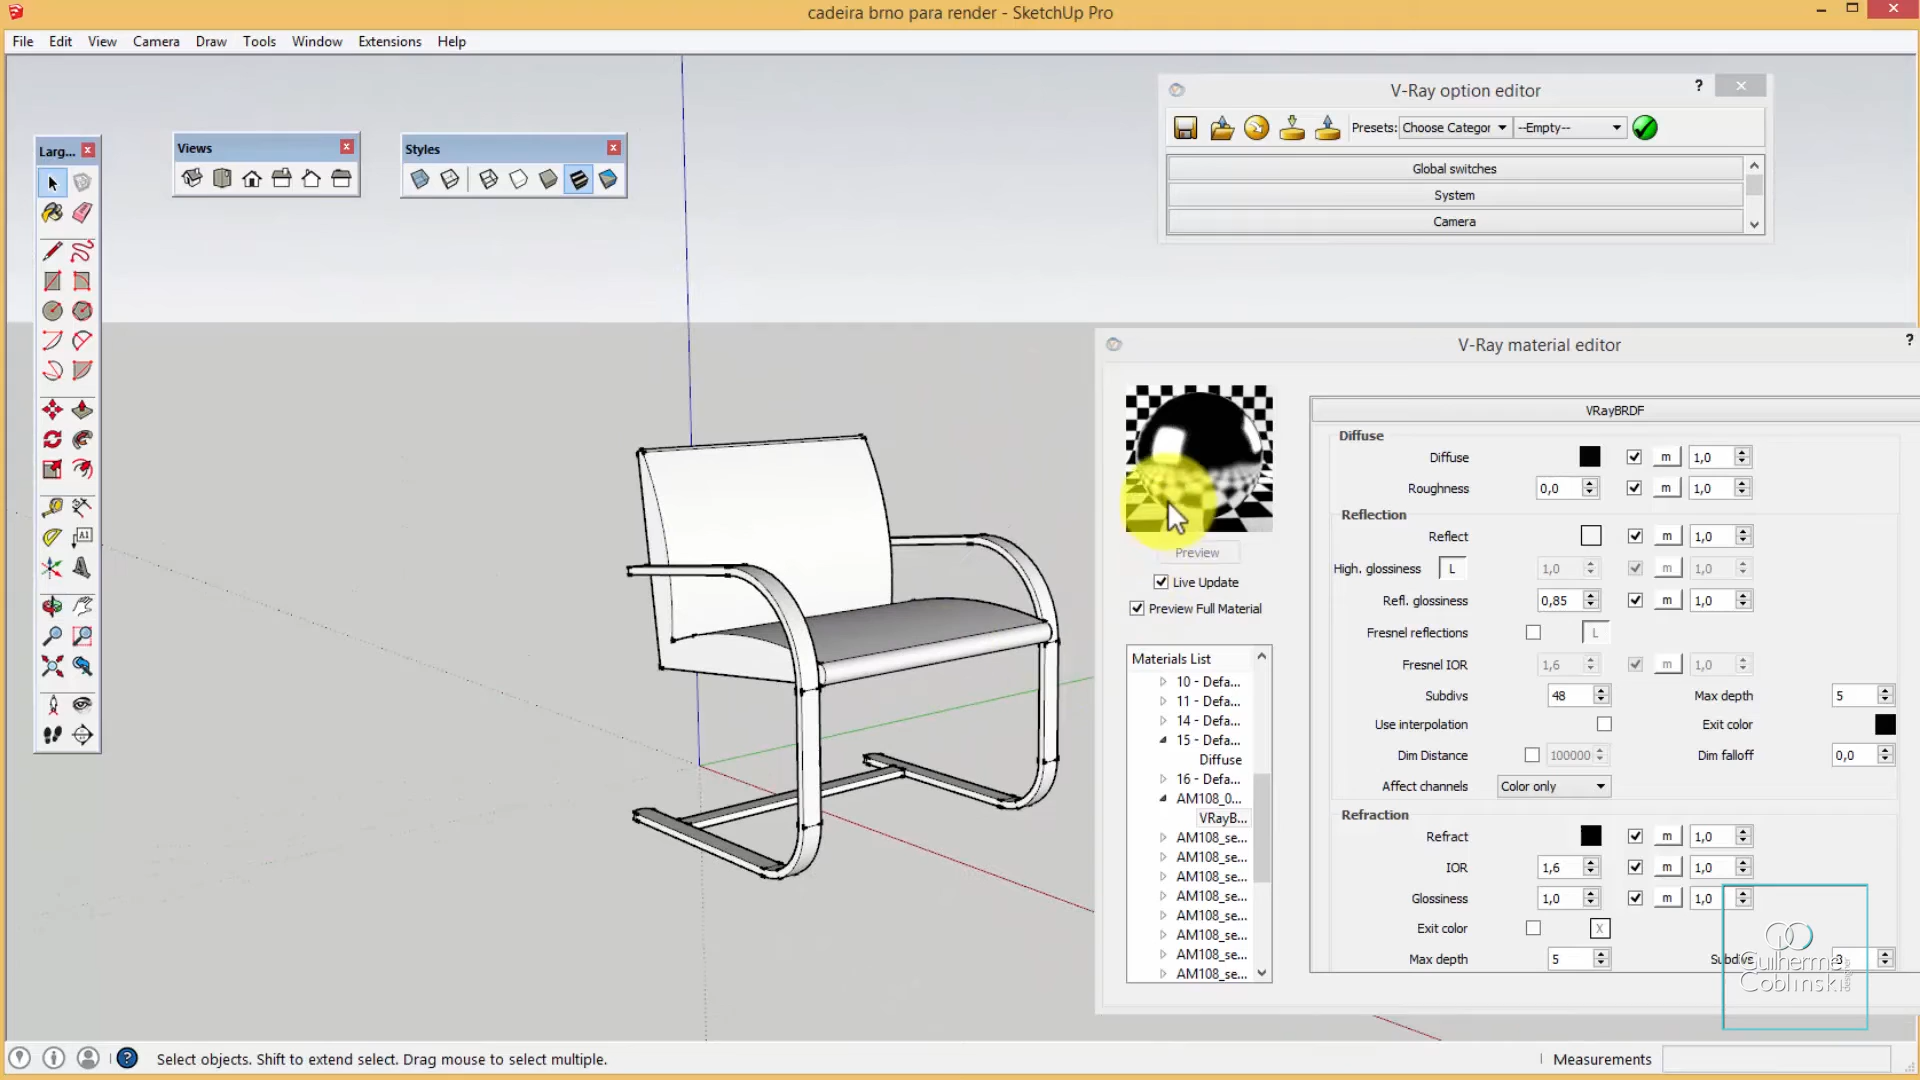 cadeira brno para render - SketchUp Pro
File Edit View Camera Draw Tools Window Extensions Help
Larg...
Views
Styles
V-Ray option editor
?
Presets: Choose Categor --Empty--
Global switches
System
Camera
V-Ray material editor
?
Preview
Live Update
Preview Full Material
Materials List
10 - Defa...
11 - Defa...
14 - Defa...
15 - Defa...
Diffuse
16 - Defa...
AM108_0...
VRayB...
AM108_se...
AM108_se...
AM108_se...
AM108_se...
AM108_se...
AM108_se...
AM108_se...
AM108_se...
VRayBRDF
Diffuse
Diffuse m 1,0
Roughness 0,0 m 1,0
Reflection
Reflect m 1,0
High. glossiness L 1,0 m 1,0
Refl. glossiness 0,85 m 1,0
Fresnel reflections L
Fresnel IOR 1,6 m 1,0
Subdivs 48 Max depth 5
Use interpolation Exit color
Dim Distance 100000 Dim falloff 0,0
Affect channels Color only
Refraction
Refract m 1,0
IOR 1,6 m 1,0
Glossiness 1,0 m 1,0
Exit color X
Max depth 5 Subdivs 8
Guilherme
Coblinski
designer
Select objects. Shift to extend select. Drag mouse to select multiple.
Measurements